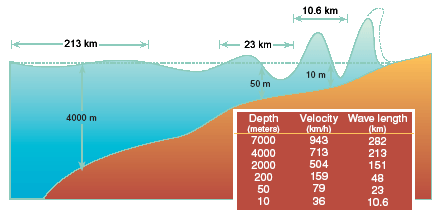 10.6 km
213 km
23 km
10 m
50 m
4000 m
Depth Velocity Wave length
(meters) (km/h) (km)
7000 943 282
4000 713 213
2000 504 151
200 159 48
50 79 23
10 36 10.6